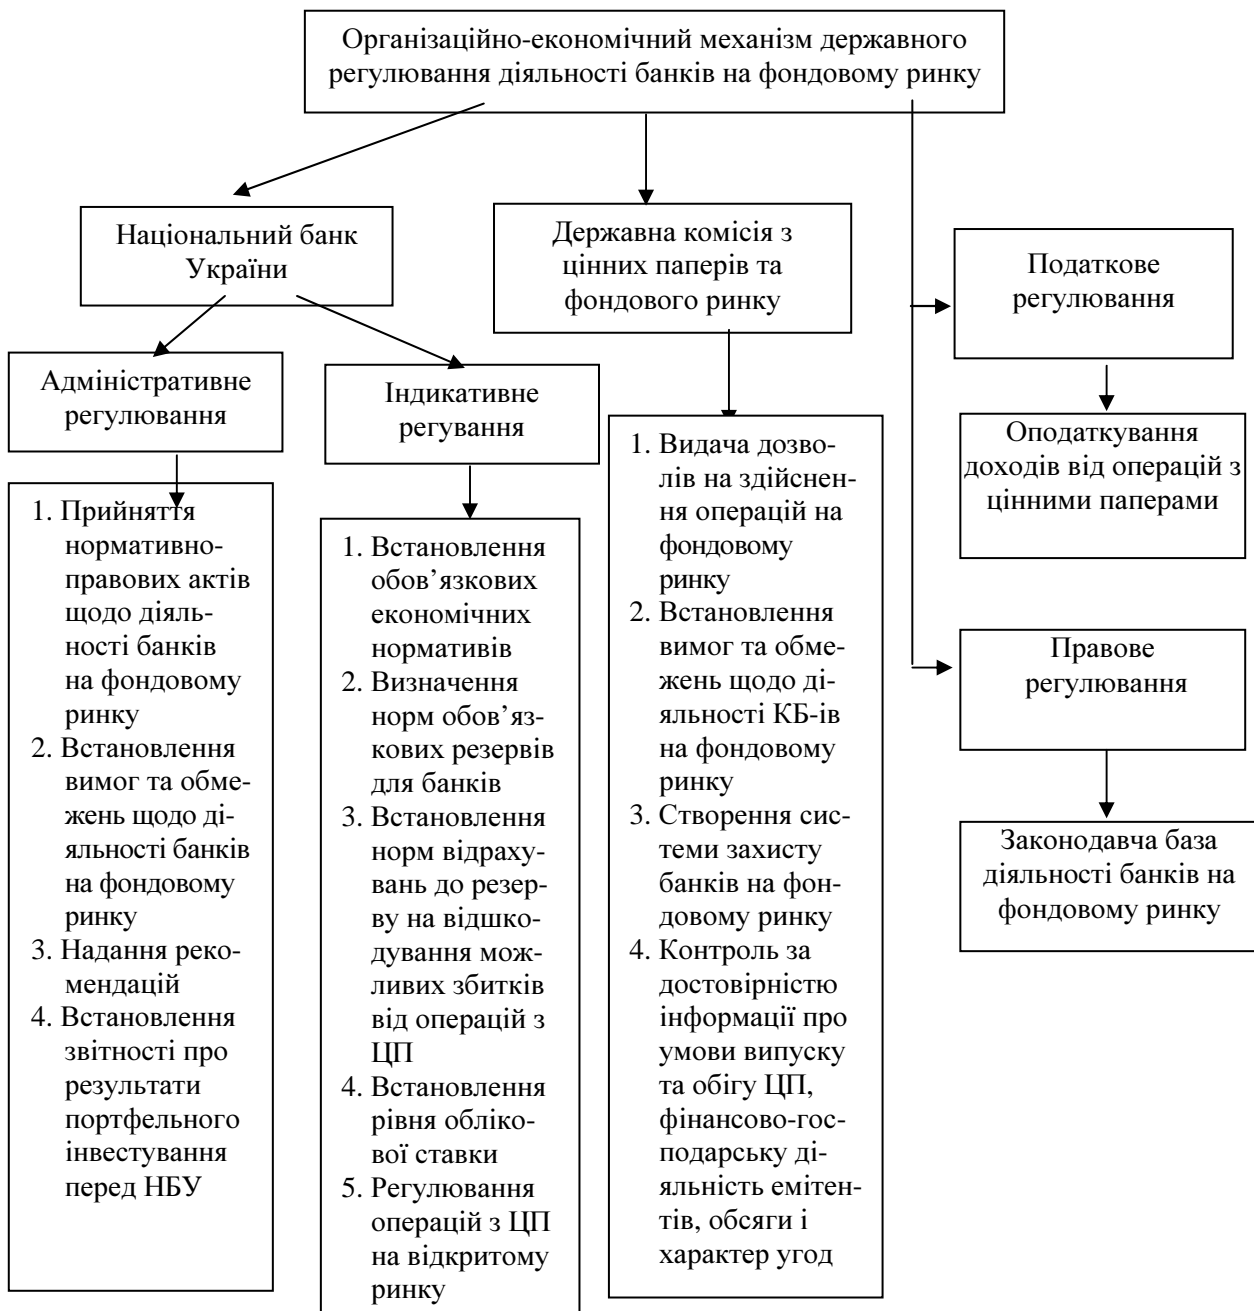 Організаційно-економічний механізм державного
регулювання діяльності банків на фондовому ринку
Національний банк
України
Державна комісія з
цінних паперів та
фондового ринку
Податкове
регулювання
Адміністративне
регулювання
Індикативне
регування
Оподаткування
доходів від операцій з
цінними паперами
1. Прийняття
нормативно-
правових актів
щодо діяль-
ності банків
на фондовому
ринку
2. Встановлення
вимог та обме-
жень щодо ді-
яльності банків
на фондовому
ринку
3. Надання реко-
мендацій
4. Встановлення
звітності про
результати
портфельного
інвестування
перед НБУ
1. Встановлення
обов’язкових
економічних
нормативів
2. Визначення
норм обов’яз-
кових резервів
для банків
3. Встановлення
норм відраху-
вань до резер-
ву на відшко-
дування мож-
ливих збитків
від операцій з
ЦП
4. Встановлення
рівня обліко-
вої ставки
5. Регулювання
операцій з ЦП
на відкритому
ринку
1. Видача дозво-
лів на здійснен-
ня операцій на
фондовому
ринку
2. Встановлення
вимог та обме-
жень щодо ді-
яльності КБ-ів
на фондовому
ринку
3. Створення сис-
теми захисту
банків на фон-
довому ринку
4. Контроль за
достовірністю
інформації про
умови випуску
та обігу ЦП,
фінансово-гос-
подарську ді-
яльність емітен-
тів, обсяги і
характер угод
Правове
регулювання
Законодавча база
діяльності банків на
фондовому ринку